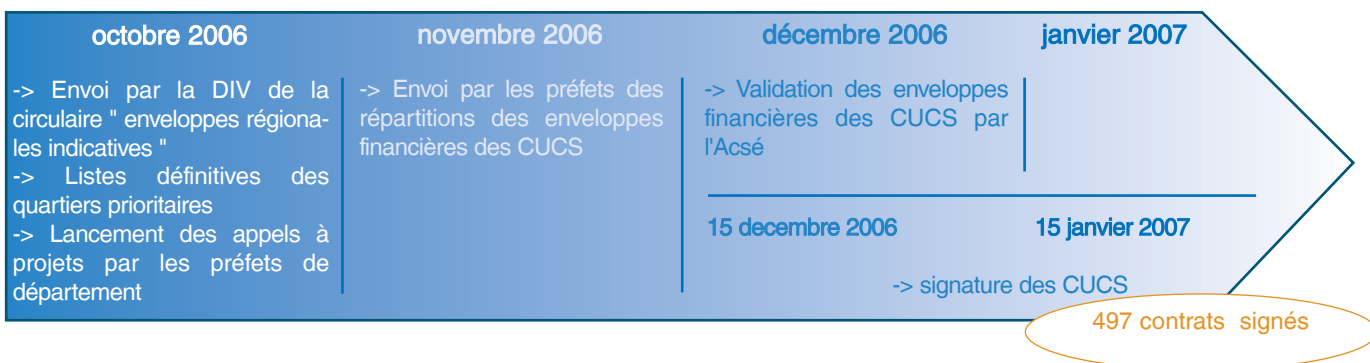 octobre 2006
-> Envoi par la DIV de la
circulaire " enveloppes régiona-
les indicatives "
-> Listes définitives des
quartiers prioritaires
-> Lancement des appels à
projets par les préfets de
département
novembre 2006
-> Envoi par les préfets des
répartitions des enveloppes
financières des CUCS
décembre 2006
-> Validation des enveloppes
financières des CUCS par
l'Acsé
janvier 2007
15 decembre 2006
15 janvier 2007
-> signature des CUCS
497 contrats signés